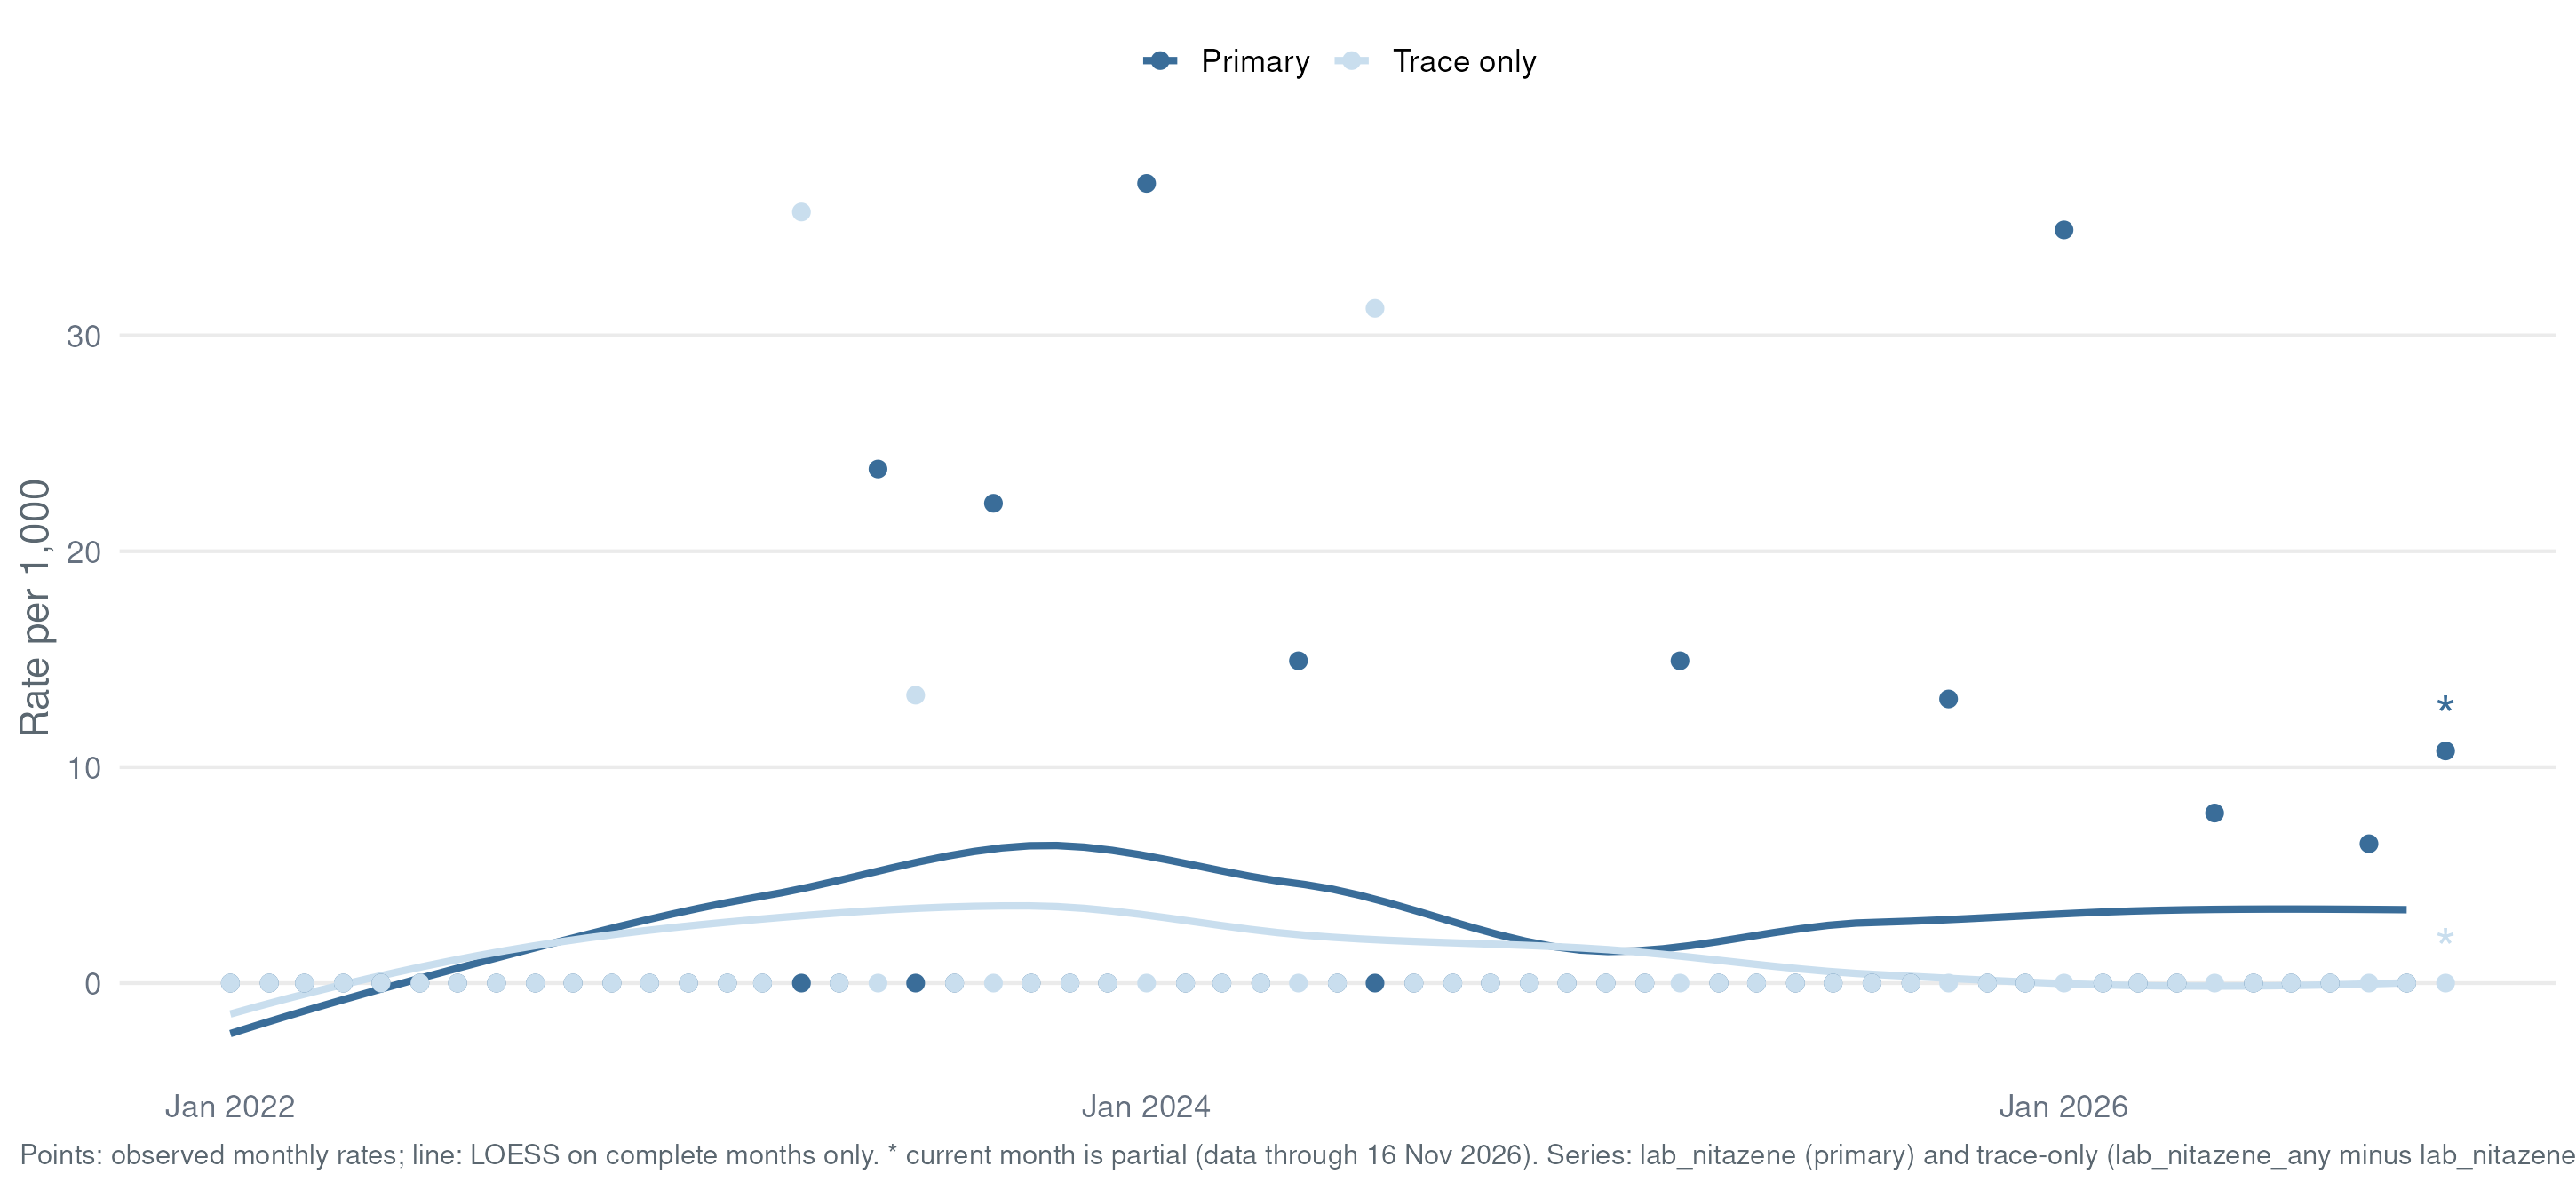 Primary Trace only
Rate per 1,000
30
20
10
0
*
*
Jan 2022 Jan 2024 Jan 2026
Points: observed monthly rates; line: LOESS on complete months only. * current month is partial (data through 16 Nov 2026). Series: lab_nitazene (primary) and trace-only (lab_nitazene_any minus lab_nitazene